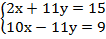 2x + 11y = 15
10x − 11y = 9